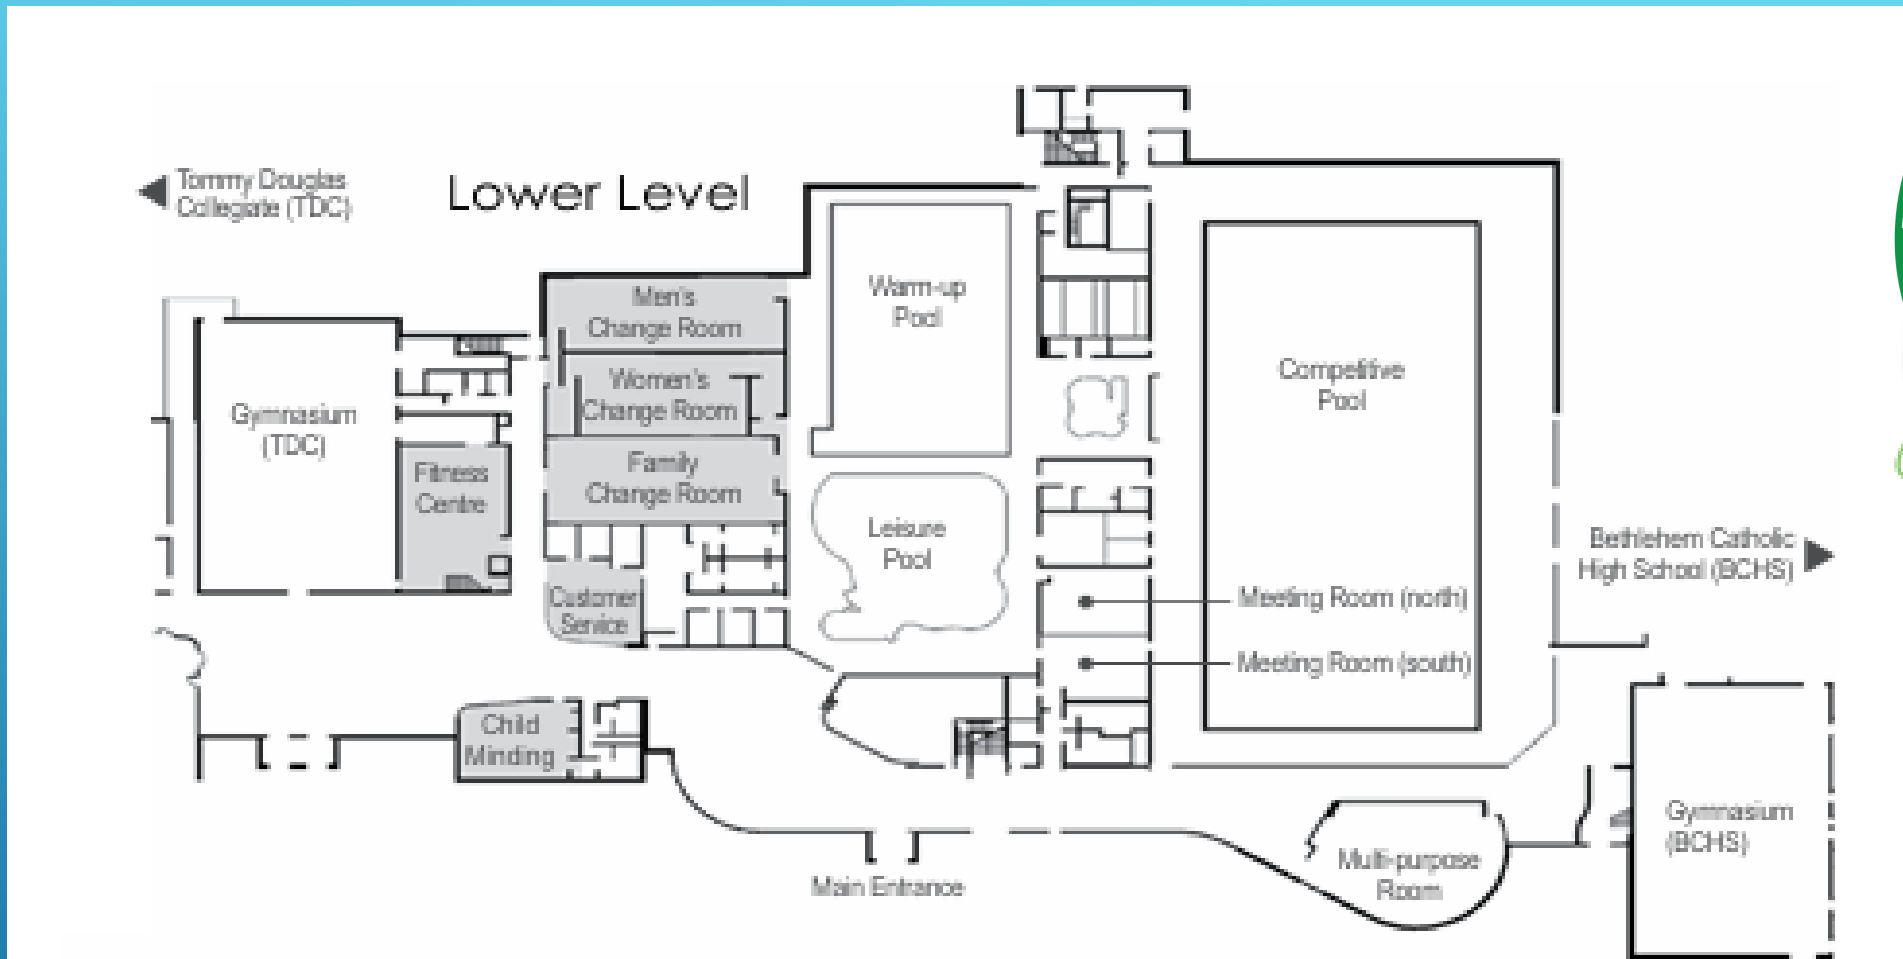 Tommy Douglas
Collegiate (TDC)
Lower Level
Men's
Change Room
Warm-up
Pool
Women's
Change Room
Competitive
Pool
Gymnasium
(TDC)
Family
Change Room
Fitness
Centre
Leisure
Pool
Bethlehem Catholic
High School (BCHS)
Customer
Service
Meeting Room (north)
Meeting Room (south)
Child
Minding
Gymnasium
(BCHS)
Multi-purpose
Room
Main Entrance